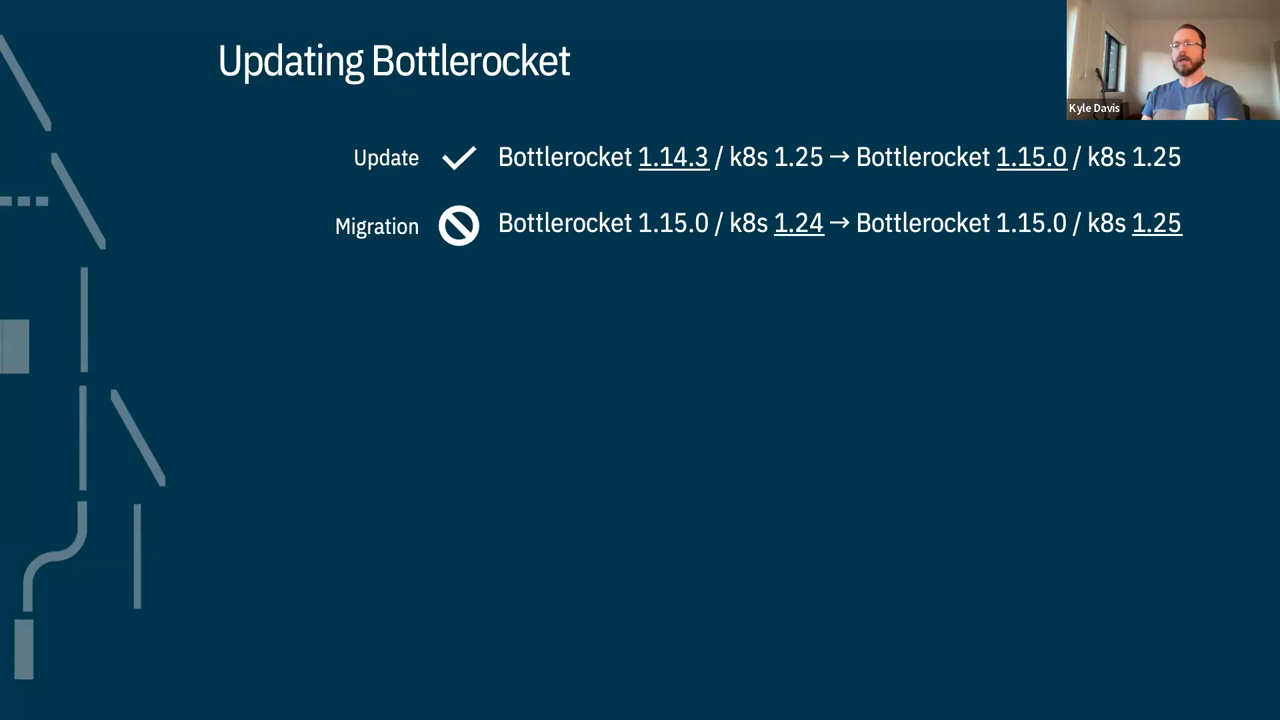 Updating Bottlerocket
Kyle Davis
Update Bottlerocket 1.14.3 / k8s 1.25 → Bottlerocket 1.15.0 / k8s 1.25
Migration Bottlerocket 1.15.0 / k8s 1.24 → Bottlerocket 1.15.0 / k8s 1.25